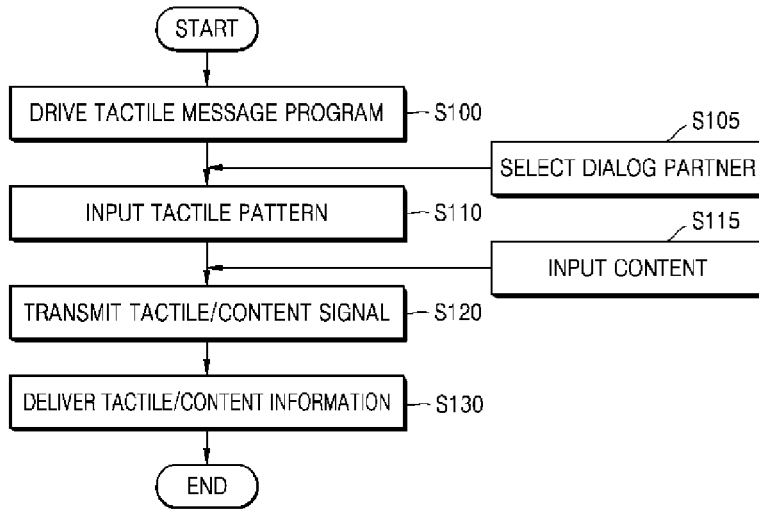 START
DRIVE TACTILE MESSAGE PROGRAM
S100
S105
SELECT DIALOG PARTNER
INPUT TACTILE PATTERN
S110
S115
INPUT CONTENT
TRANSMIT TACTILE/CONTENT SIGNAL
S120
DELIVER TACTILE/CONTENT INFORMATION
S130
END